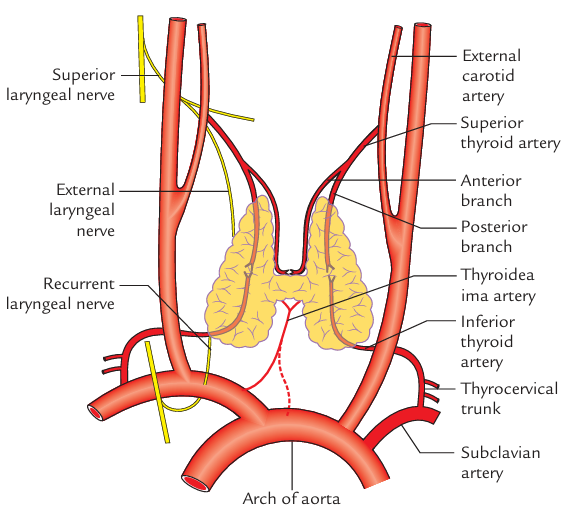 Superior
laryngeal nerve
External
laryngeal
nerve
Recurrent
laryngeal nerve
External
carotid
artery
Superior
thyroid artery
Anterior
branch
Posterior
branch
Thyroidea
ima artery
Inferior
thyroid
artery
Thyrocervical
trunk
Subclavian
artery
Arch of aorta